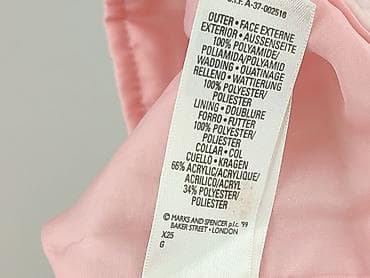 C.I.F. A-37-002518
OUTER • FACE EXTERNE
EXTERIOR • AUSSENSEITE
100% POLYAMIDE/
POLIAMIDA/POLYAMID
WADDING • OUATINAGE
RELLENO • WATTIERUNG
100% POLYESTER/
POLIESTER
LINING • DOUBLURE
FORRO • FUTTER
100% POLYESTER/
POLIESTER
COLLAR • COL
CUELLO • KRAGEN
66% ACRYLIC/ACRYLIQUE/
ACRILICO/ACRYL
34% POLYESTER/
POLIESTER
© MARKS AND SPENCER p.l.c. '99
BAKER STREET • LONDON
X25
G